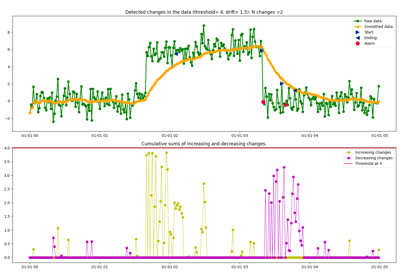 Detected changes in the data (threshold= 4, drift= 1.5): N changes =2
Raw data
Smoothed data
Start
Ending
Alarm
8
6
4
2
0
-2
01-01 00
01-01 01
01-01 02
01-01 03
01-01 04
01-01 05
Cumulative sums of increasing and decreasing changes.
4.0
3.5
3.0
2.5
2.0
1.5
1.0
0.5
0.0
Increasing changes
Decreasing changes
Threshold at 4
01-01 00
01-01 01
01-01 02
01-01 03
01-01 04
01-01 05